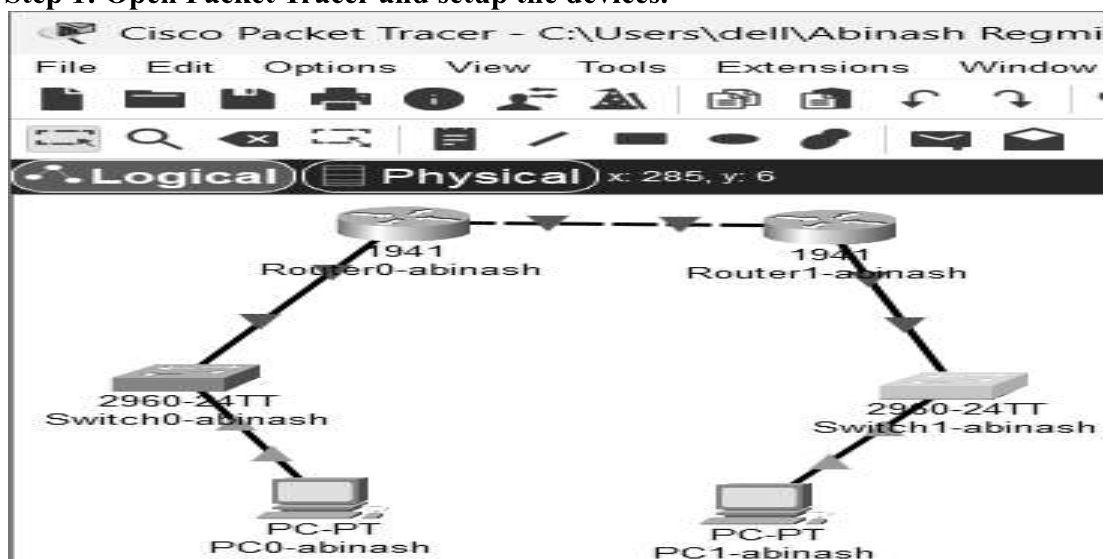 Step 1: Open Packet Tracer and setup the devices.
Cisco Packet Tracer - C:\Users\dell\Abinash Regmi
File Edit Options View Tools Extensions Window
Logical Physical x: 285, y: 6
1941
Router0-abinash
1941
Router1-abinash
2960-24TT
Switch0-abinash
2960-24TT
Switch1-abinash
PC-PT
PC0-abinash
PC-PT
PC1-abinash